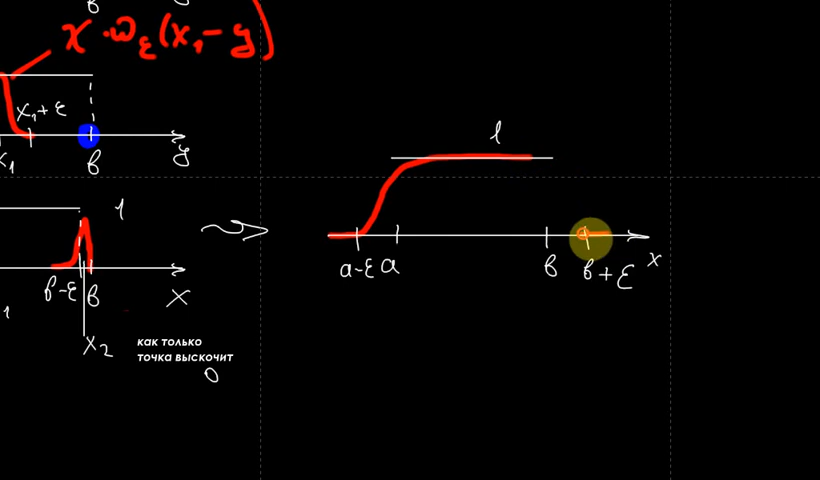 χ·ω_ε(x₁-y)
x₁+ε
x₁
в
y
1
в-ε в
x
x₂
как только
точка выскочит
0
1
a-ε a
в
в+ε
x